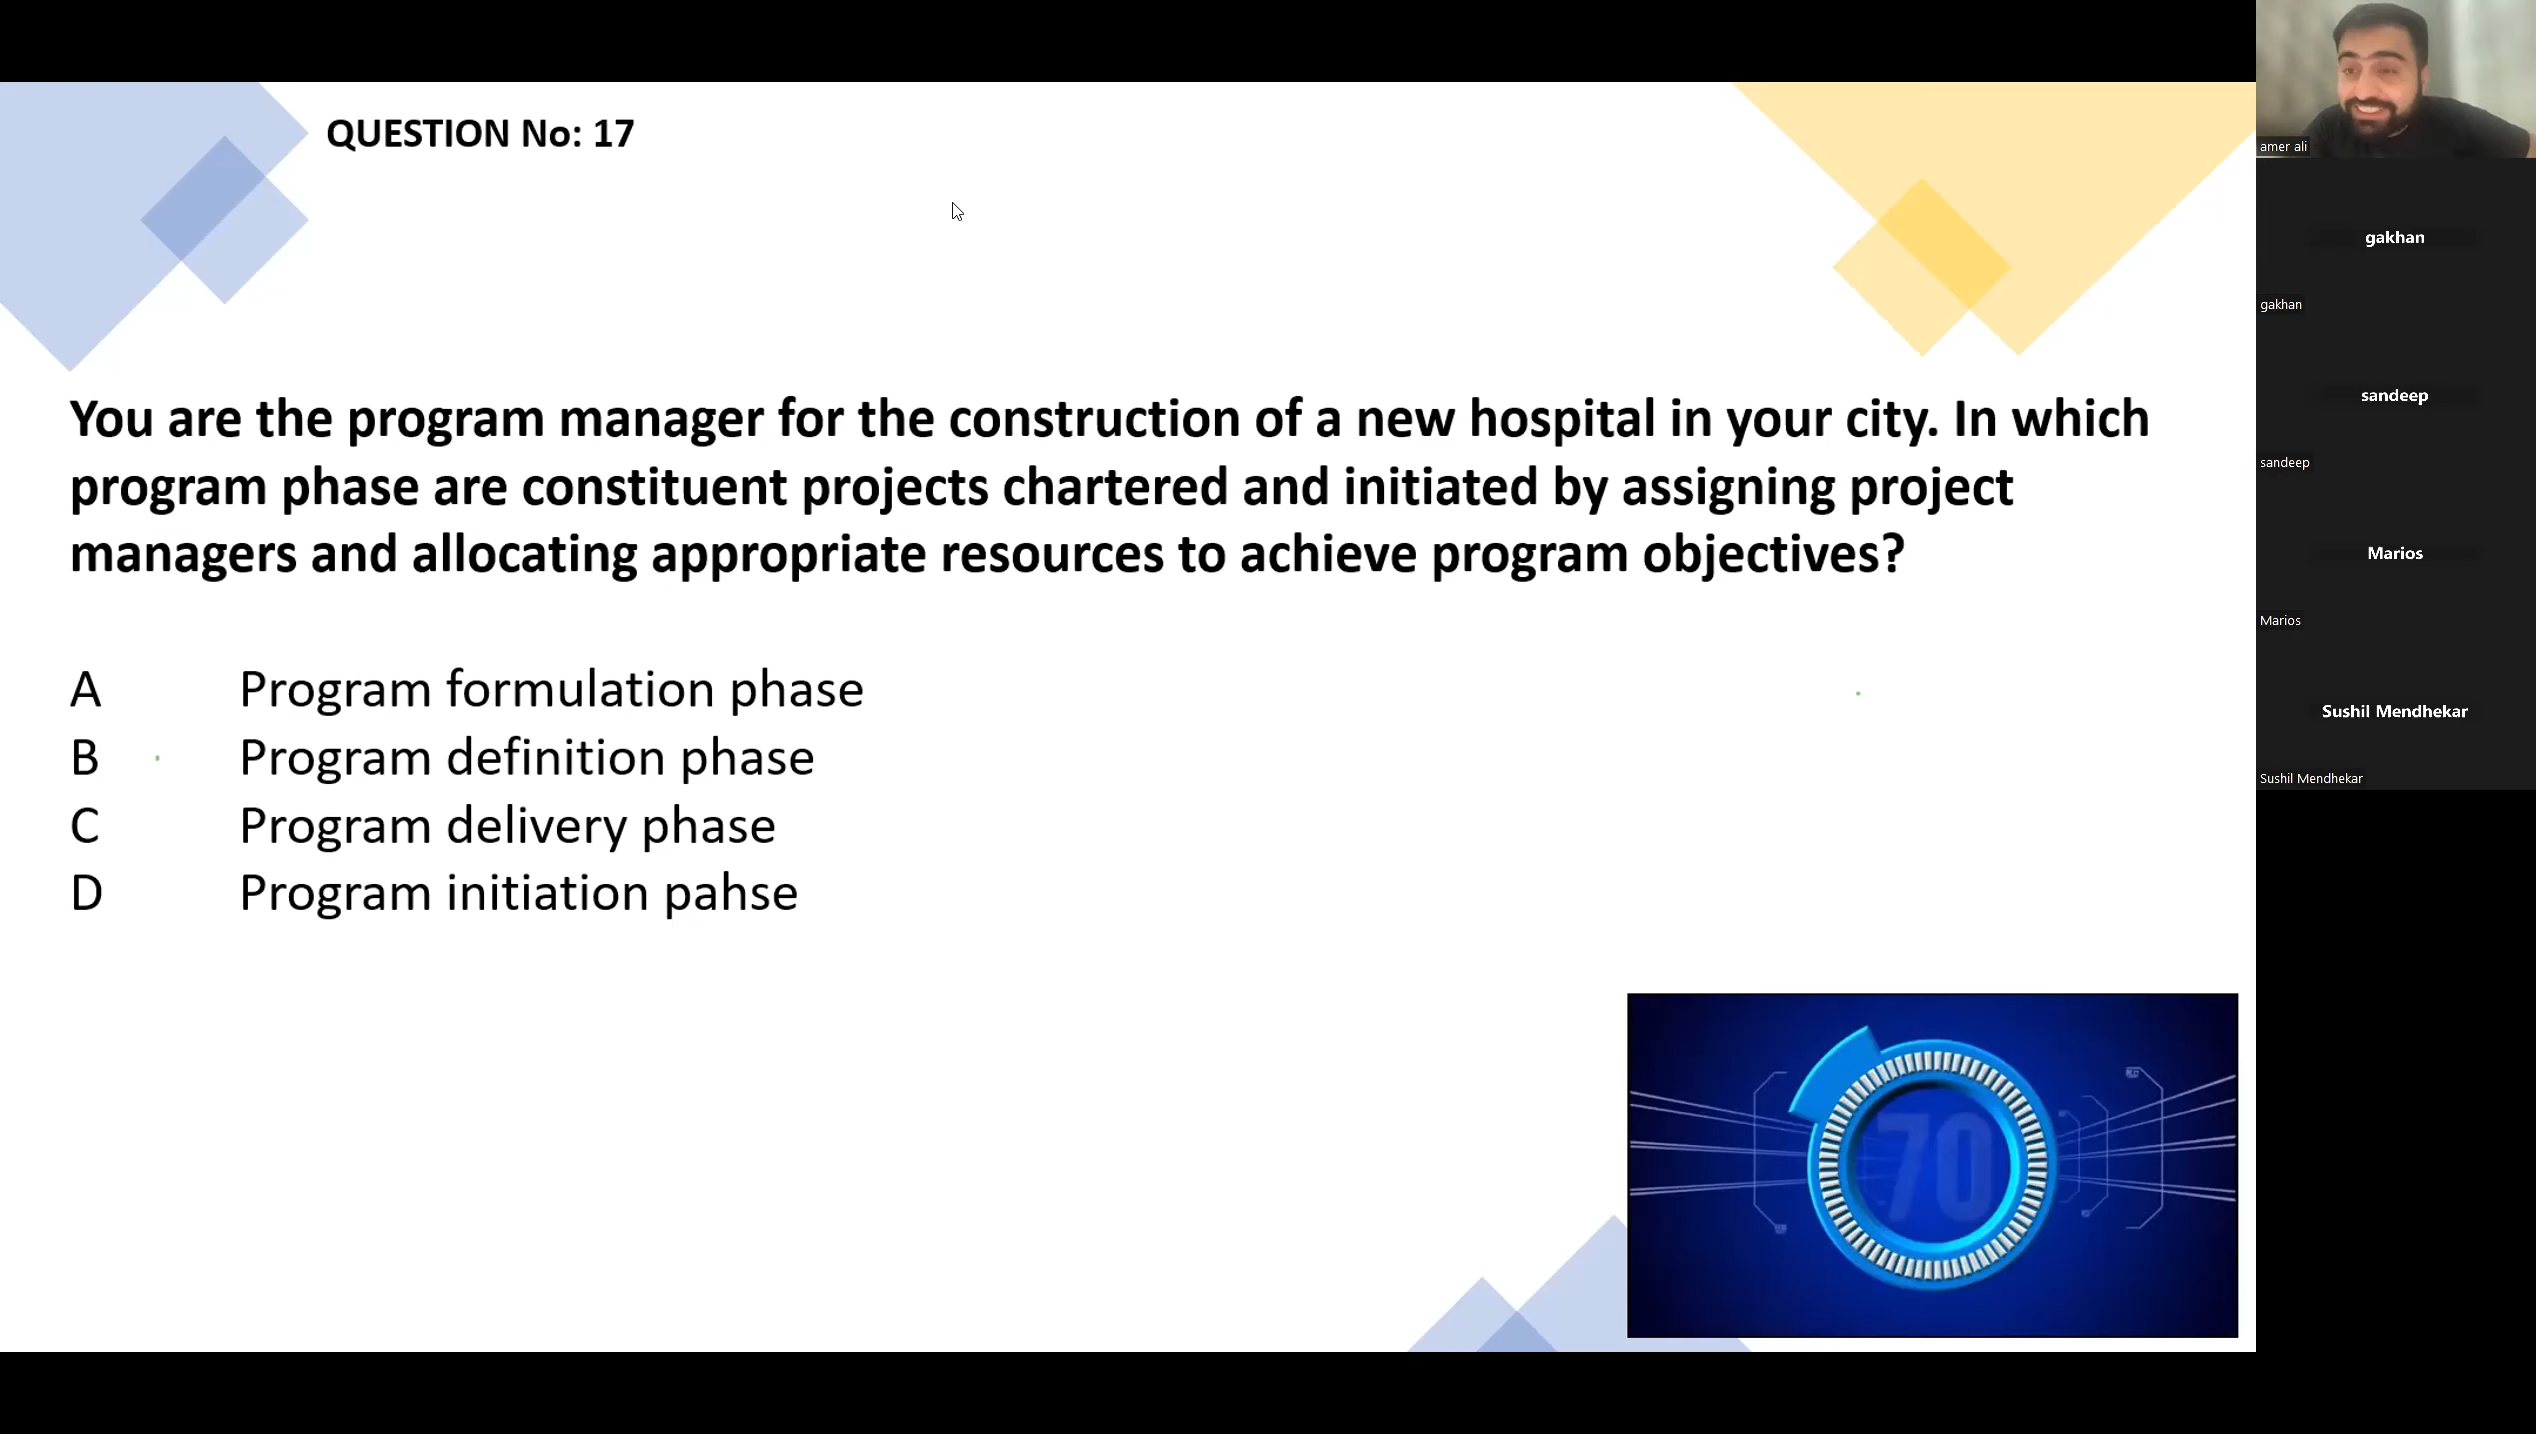 QUESTION No: 17
You are the program manager for the construction of a new hospital in your city. In which
program phase are constituent projects chartered and initiated by assigning project
managers and allocating appropriate resources to achieve program objectives?
A Program formulation phase
B Program definition phase
C Program delivery phase
D Program initiation pahse
70
amer ali
gakhan
gakhan
sandeep
sandeep
Marios
Marios
Sushil Mendhekar
Sushil Mendhekar